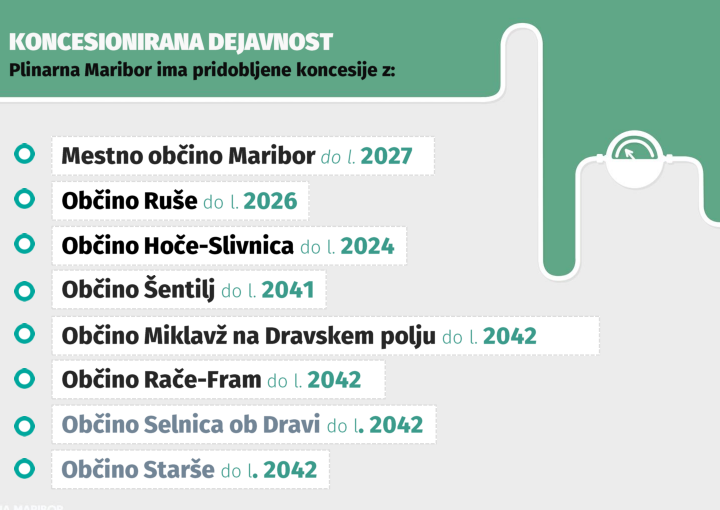 KONCESIONIRANA DEJAVNOST
Plinarna Maribor ima pridobljene koncesije z:
Mestno občino Maribor do l. 2027
Občino Ruše do l. 2026
Občino Hoče-Slivnica do l. 2024
Občino Šentilj do l. 2041
Občino Miklavž na Dravskem polju do l. 2042
Občino Rače-Fram do l. 2042
Občino Selnica ob Dravi do l. 2042
Občino Starše do l. 2042
MARIBOR